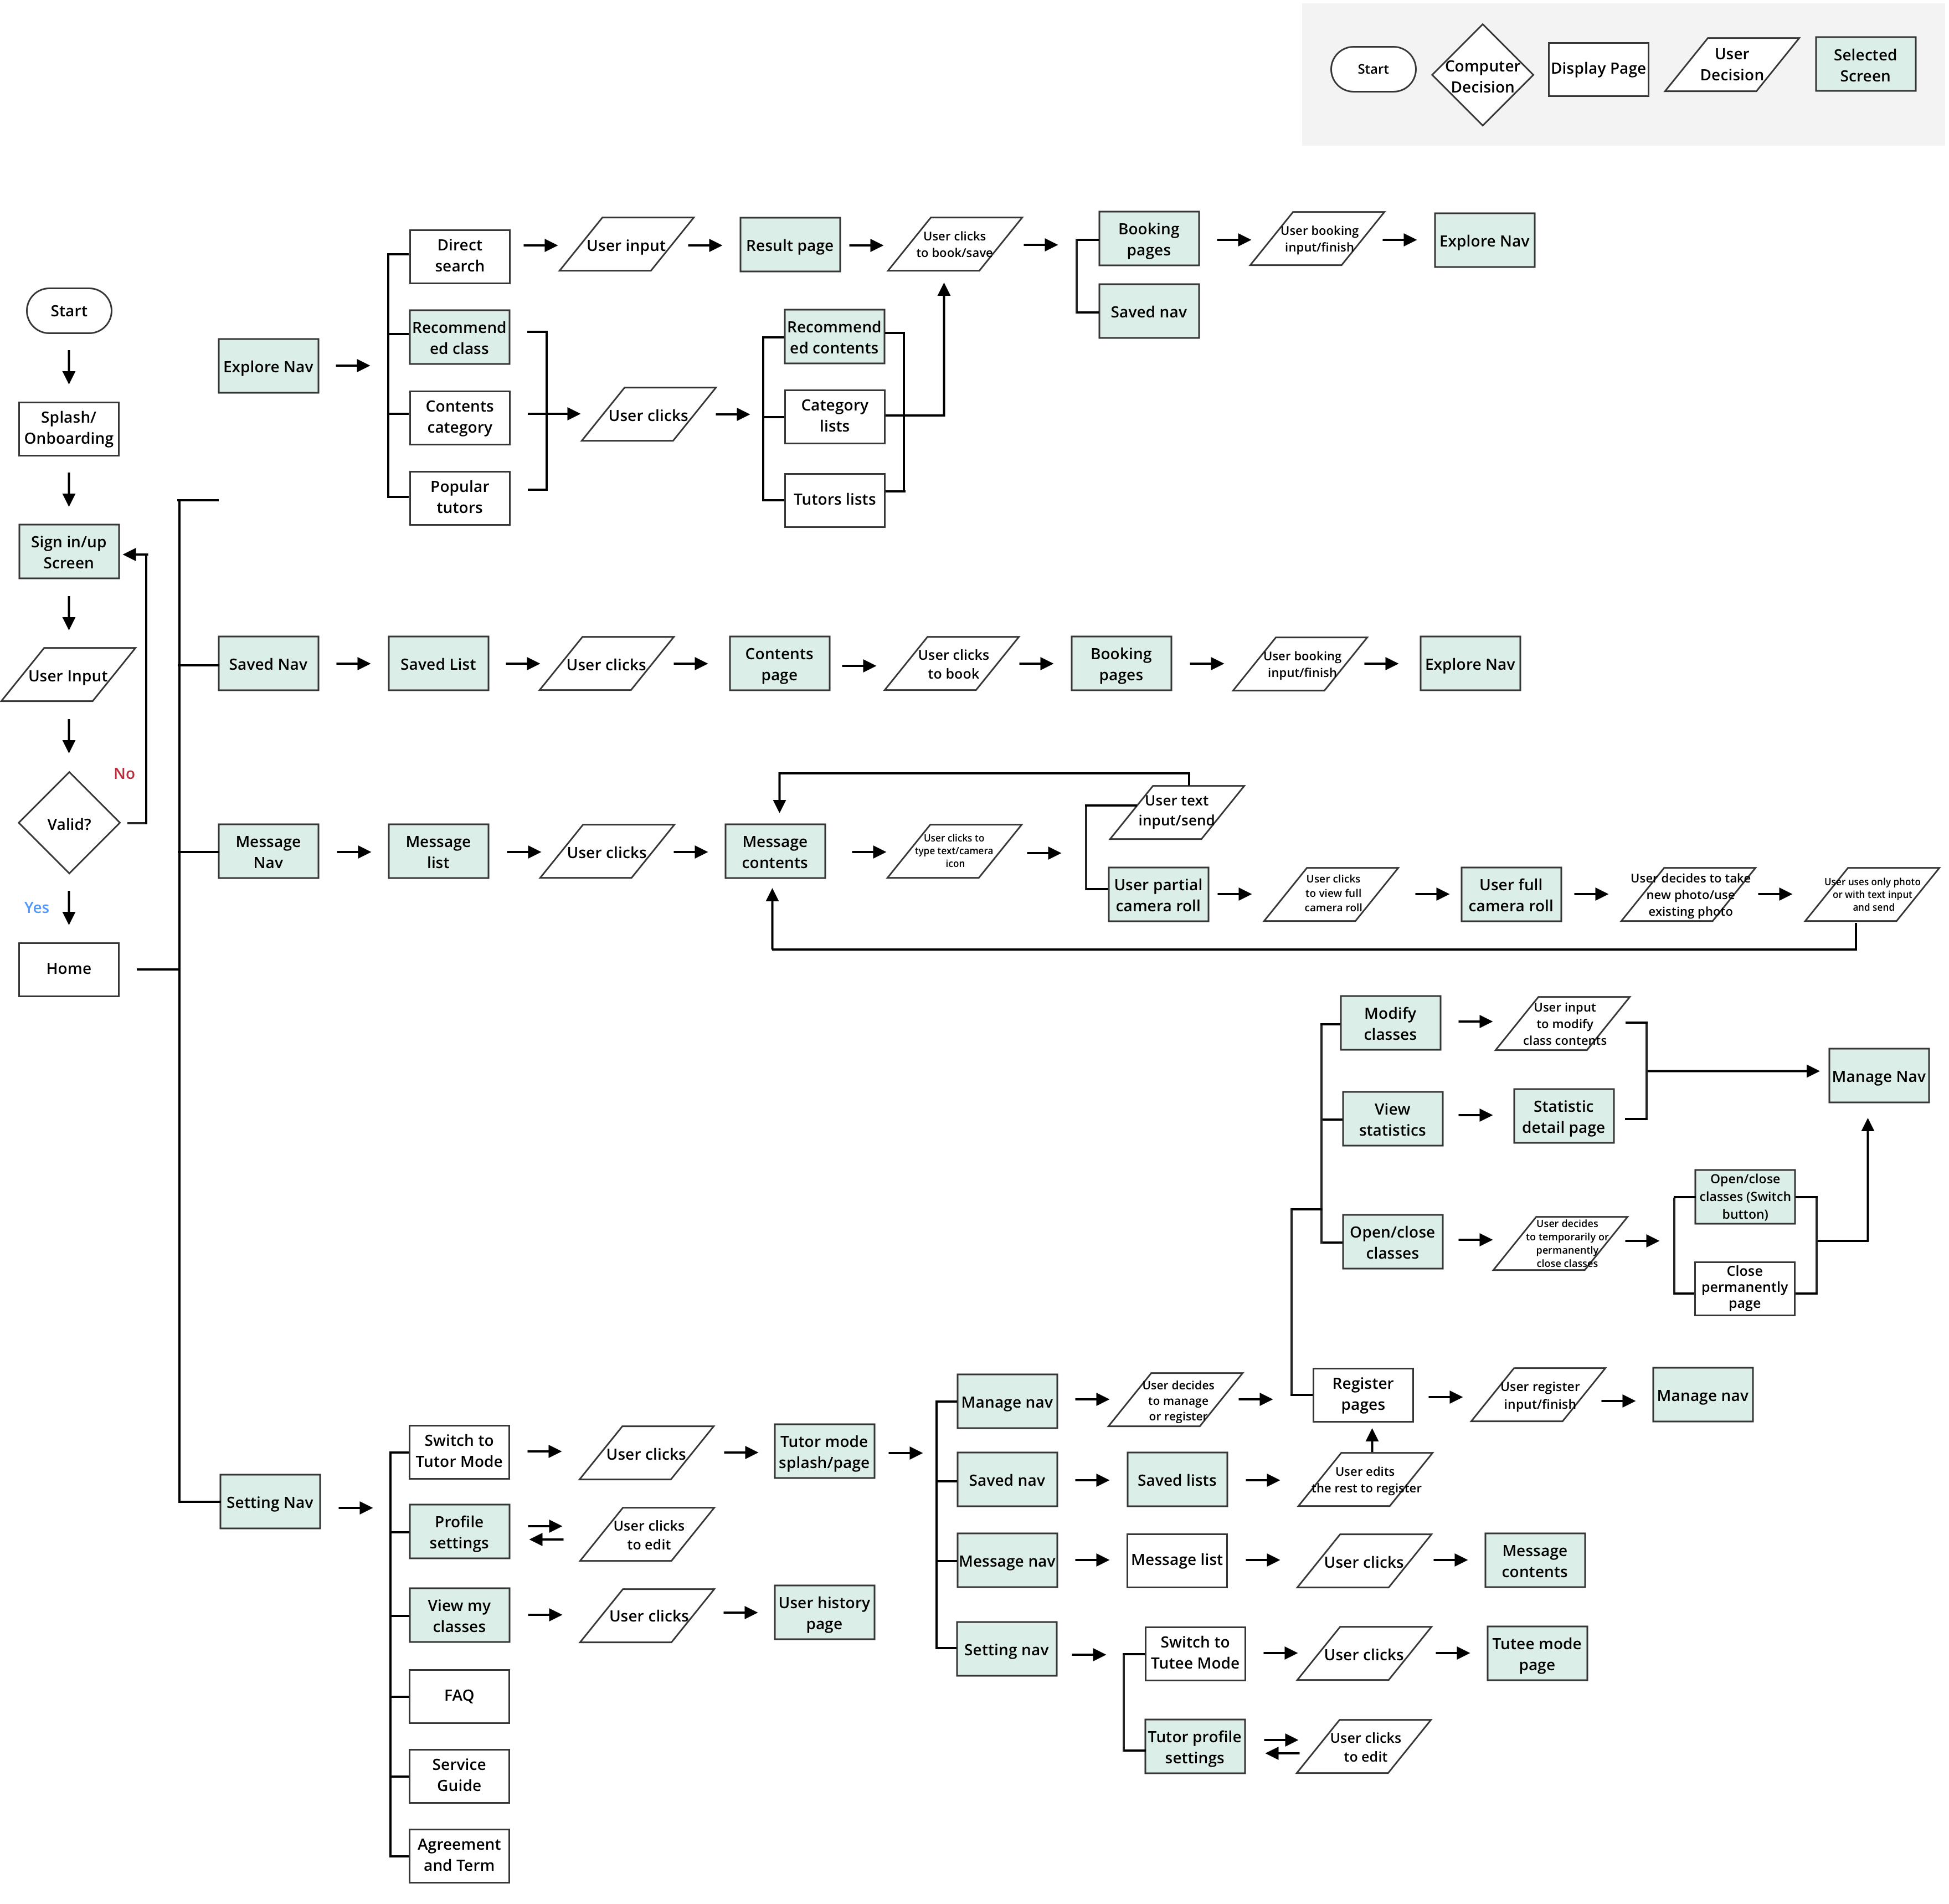 Start
Computer
Decision
Display Page
User
Decision
Selected
Screen
Start
Splash/
Onboarding
Sign in/up
Screen
User Input
No
Valid?
Yes
Home
Explore Nav
Direct
search
User input
Result page
User clicks
to book/save
Booking
pages
User booking
input/finish
Explore Nav
Saved nav
Recommend
ed class
Contents
category
Popular
tutors
User clicks
Recommend
ed contents
Category
lists
Tutors lists
Saved Nav
Saved List
User clicks
Contents
page
User clicks
to book
Booking
pages
User booking
input/finish
Explore Nav
Message
Nav
Message
list
User clicks
Message
contents
User clicks to
type text/camera
icon
User text
input/send
User partial
camera roll
User clicks
to view full
camera roll
User full
camera roll
User decides to take
new photo/use
existing photo
User uses only photo
or with text input
and send
Modify
classes
User input
to modify
class contents
Manage Nav
View
statistics
Statistic
detail page
Open/close
classes
User decides
to temporarily or
permanently
close classes
Open/close
classes (Switch
button)
Close
permanently
page
Setting Nav
Switch to
Tutor Mode
User clicks
Tutor mode
splash/page
Profile
settings
User clicks
to edit
View my
classes
User clicks
User history
page
FAQ
Service
Guide
Agreement
and Term
Manage nav
User decides
to manage
or register
Register
pages
User register
input/finish
Manage nav
Saved nav
Saved lists
User edits
the rest to register
Message nav
Message list
User clicks
Message
contents
Setting nav
Switch to
Tutee Mode
User clicks
Tutee mode
page
Tutor profile
settings
User clicks
to edit